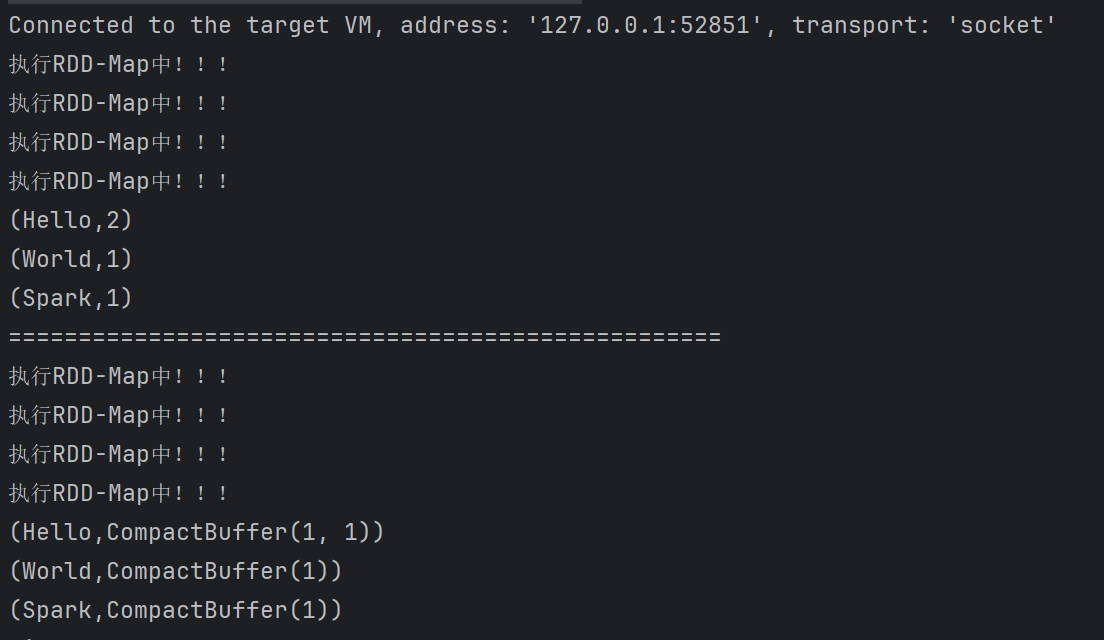 Connected to the target VM, address: '127.0.0.1:52851', transport: 'socket'
执行RDD-Map中！！！
执行RDD-Map中！！！
执行RDD-Map中！！！
执行RDD-Map中！！！
(Hello,2)
(World,1)
(Spark,1)
===================================================
执行RDD-Map中！！！
执行RDD-Map中！！！
执行RDD-Map中！！！
执行RDD-Map中！！！
(Hello,CompactBuffer(1, 1))
(World,CompactBuffer(1))
(Spark,CompactBuffer(1))